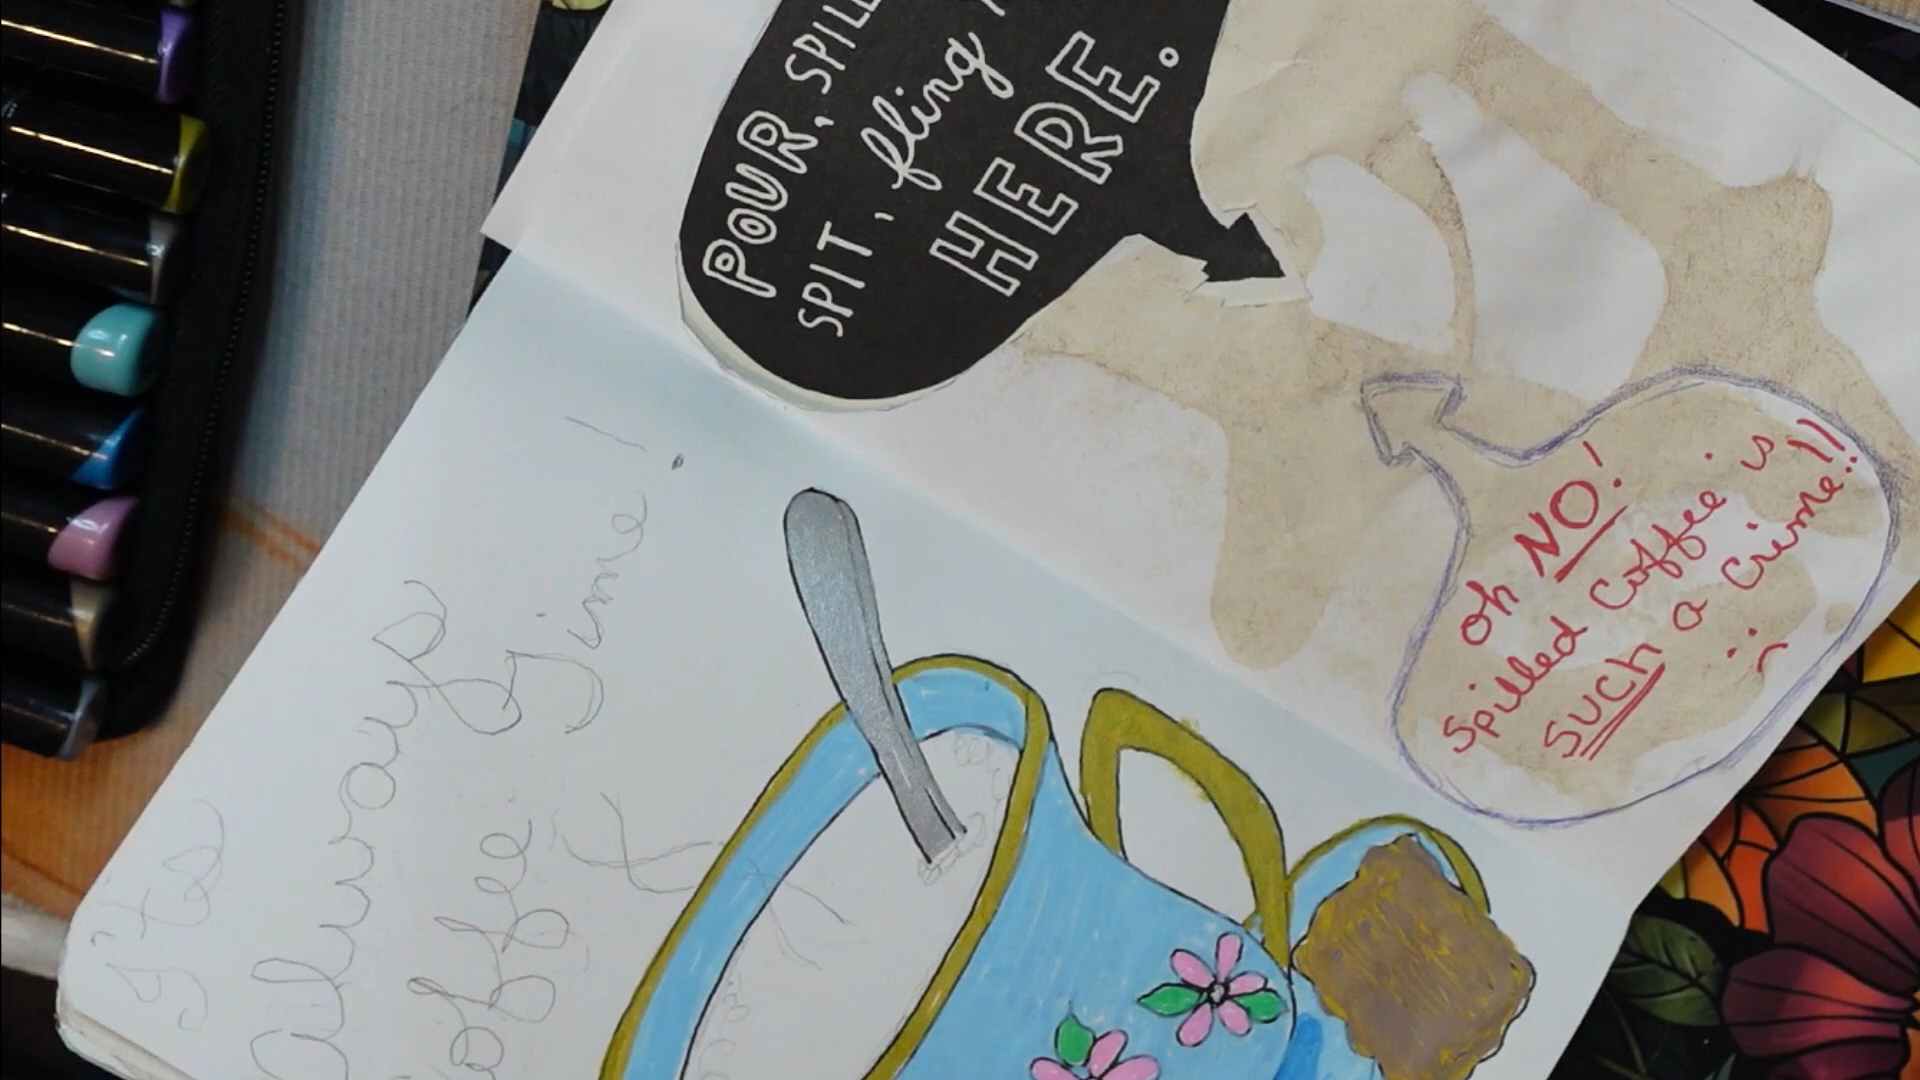 POUR, SPILL
SPIT, fling
HERE.
Oh NO!
Spilled Coffee is
SUCH a Crime!!
It's
always
Coffee
Time!